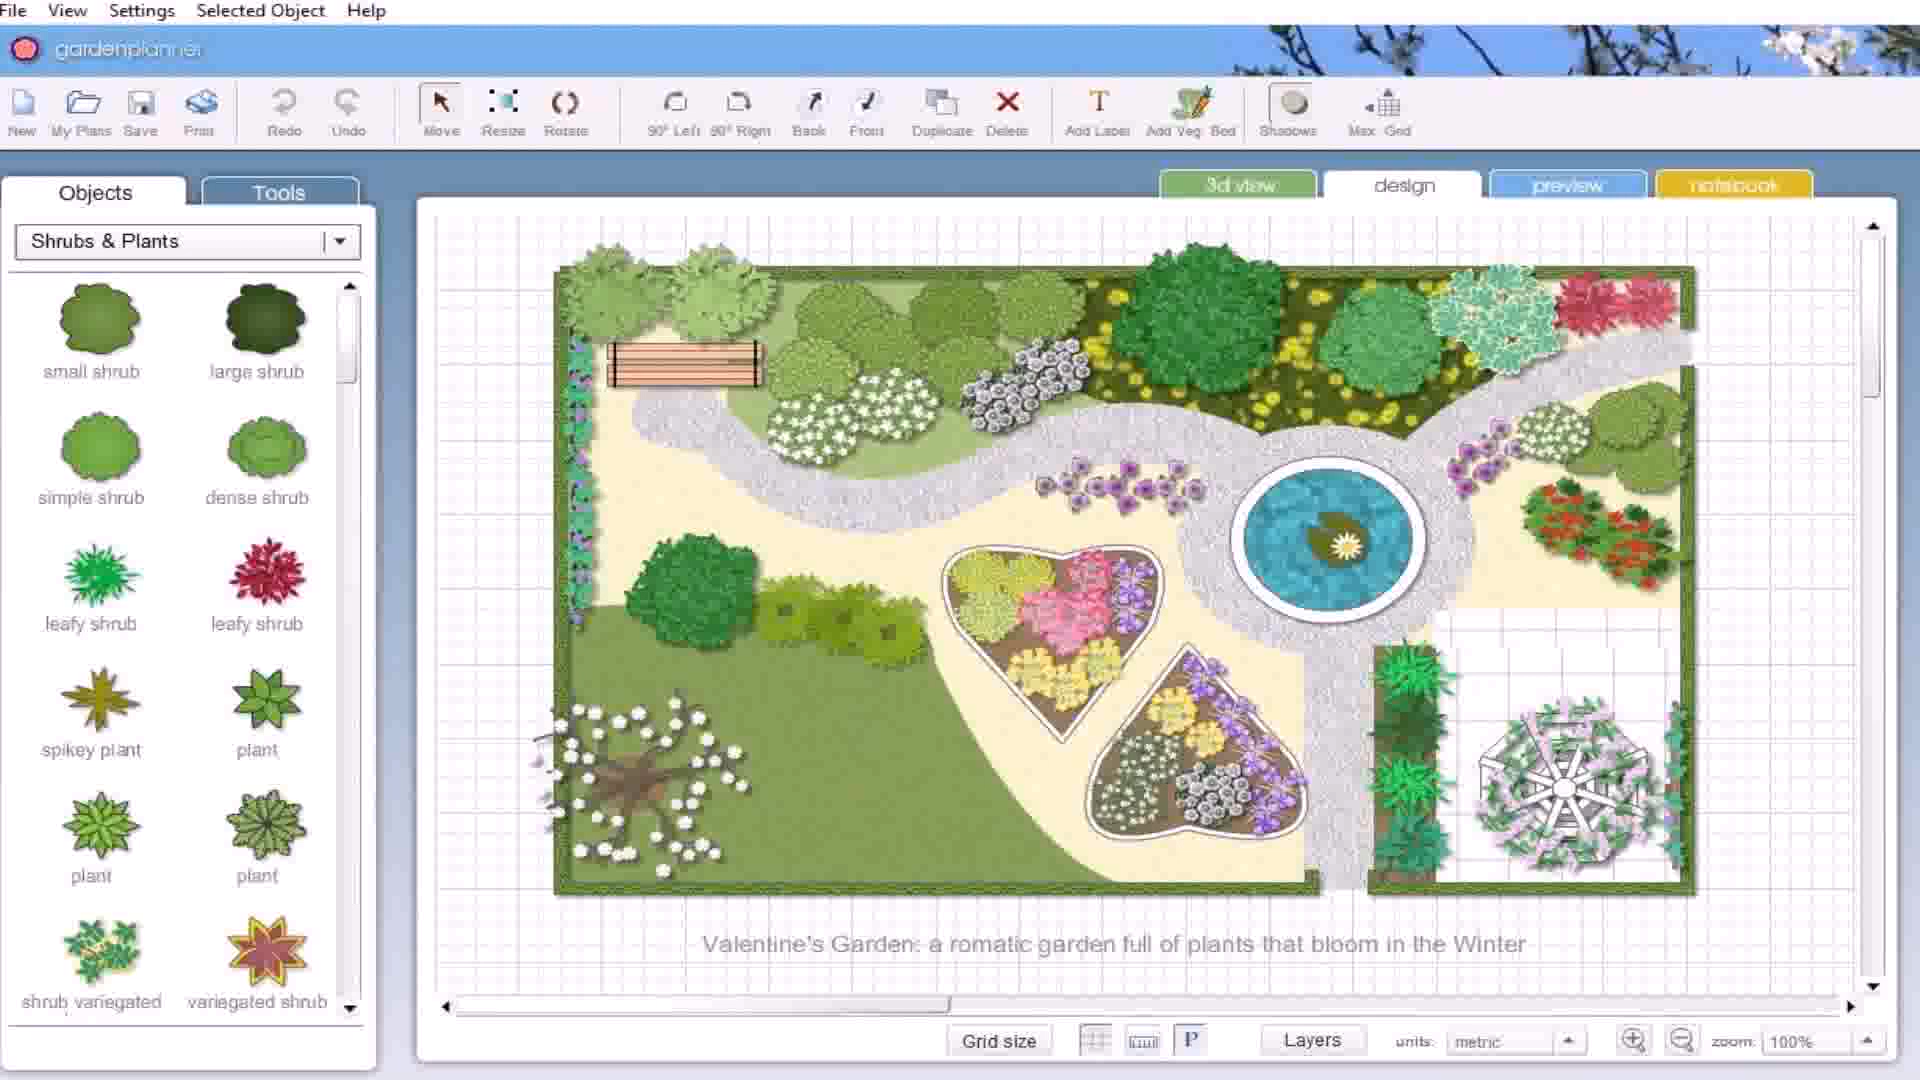 File View Settings Selected Object Help
gardenplanner
New My Plans Save Print Redo Undo Move Resize Rotate 90° Left 90° Right Back Front Duplicate Delete Add Label Add Veg. Bed Shadows Max. Grid
Objects Tools
3d view design preview notebook
Shrubs & Plants
small shrub large shrub
simple shrub dense shrub
leafy shrub leafy shrub
spikey plant plant
plant plant
shrub variegated variegated shrub
Valentine's Garden: a romatic garden full of plants that bloom in the Winter
Grid size P Layers units: metric zoom: 100%